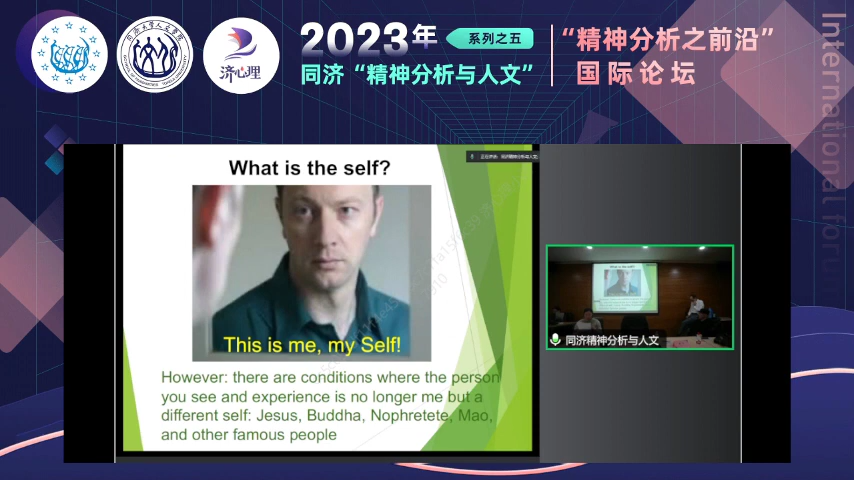 2023年
系列之五
同济“精神分析与人文”
“精神分析之前沿”
国际论坛
International forum
济心理
What is the self?
This is me, my Self!
However: there are conditions where the person
you see and experience is no longer me but a
different self: Jesus, Buddha, Nophretete, Mao,
and other famous people
What is the self?
同济精神分析与人文